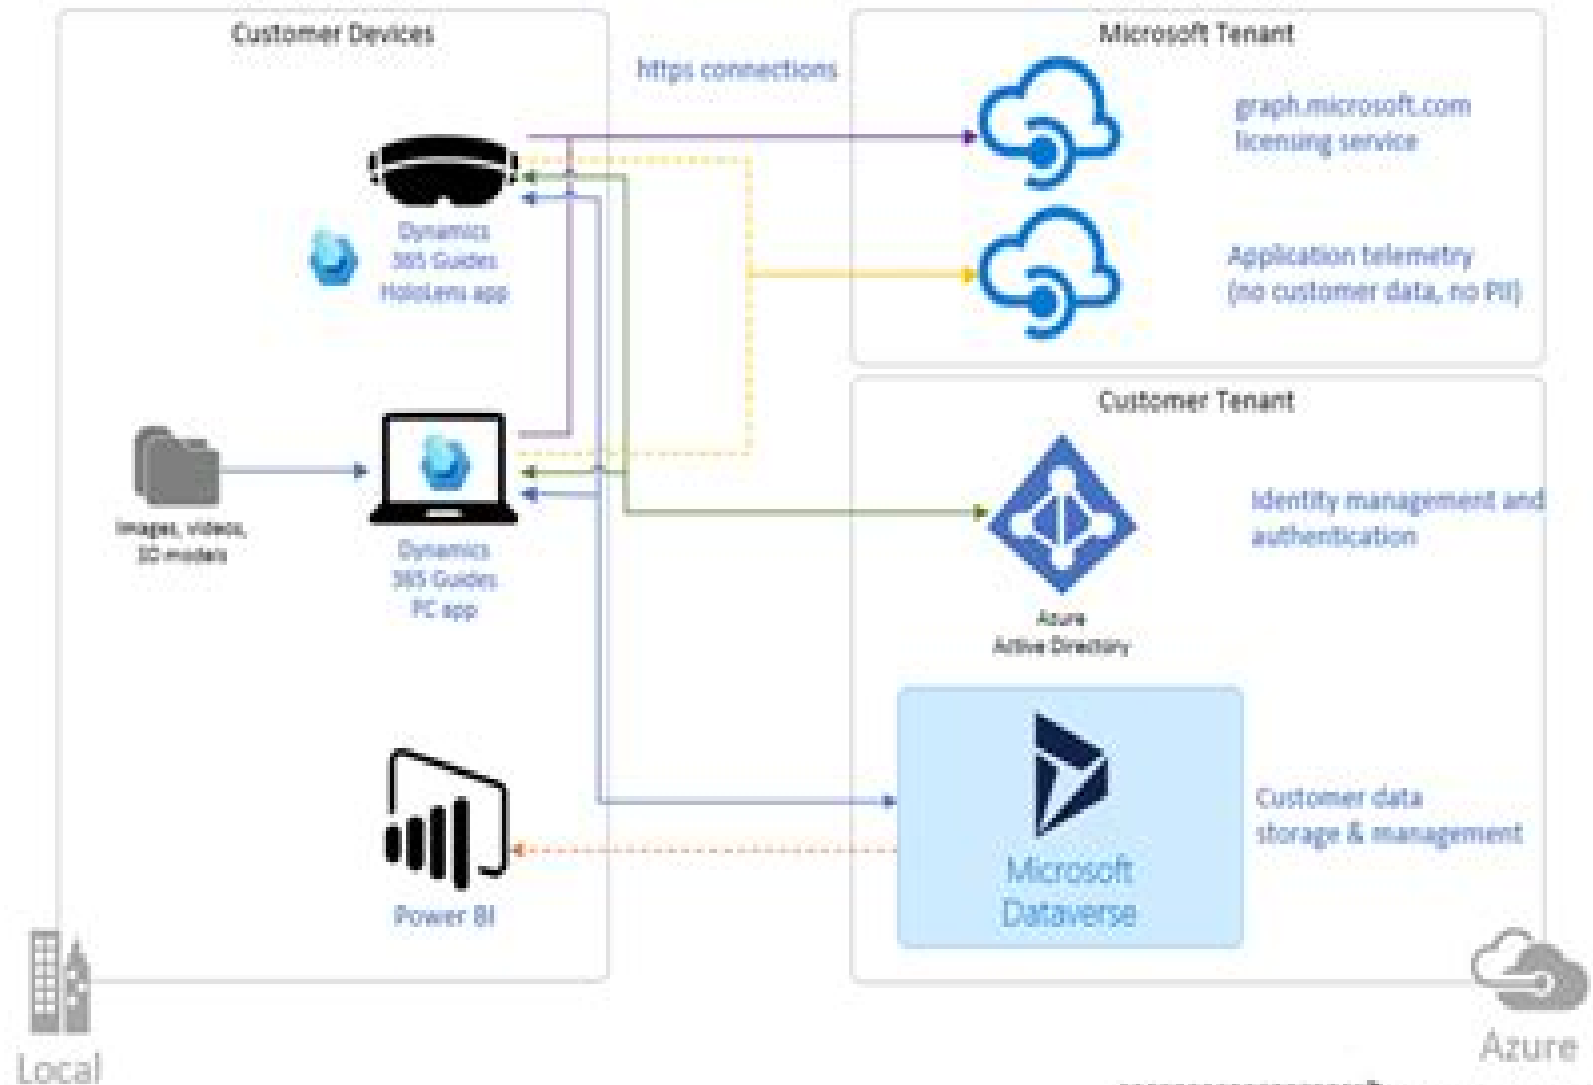 Customer Devices
https connections
Microsoft Tenant
graph.microsoft.com
licensing service
Dynamics
365 Guides
HoloLens app
Application telemetry
(no customer data, no PII)
Customer Tenant
Images, videos,
3D models
Dynamics
365 Guides
PC app
Identity management and
authentication
Azure
Active Directory
Customer data
storage & management
Microsoft
Dataverse
Power BI
Local
Azure